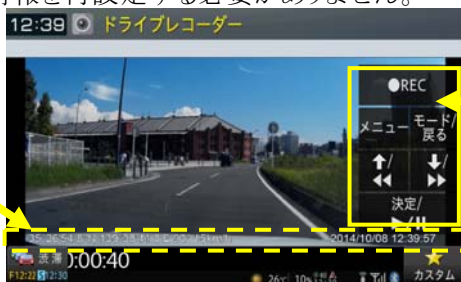 情報を再設定する必要がありません。
12:39 ドライブレコーダー
●REC
メニュー モード/戻る
↑/◀◀ ↓/▶▶
決定/▶/II
2014/10/08 12:39:57
渋滞 0:00:40
F12:22 12:30
26℃ 10%
カスタム